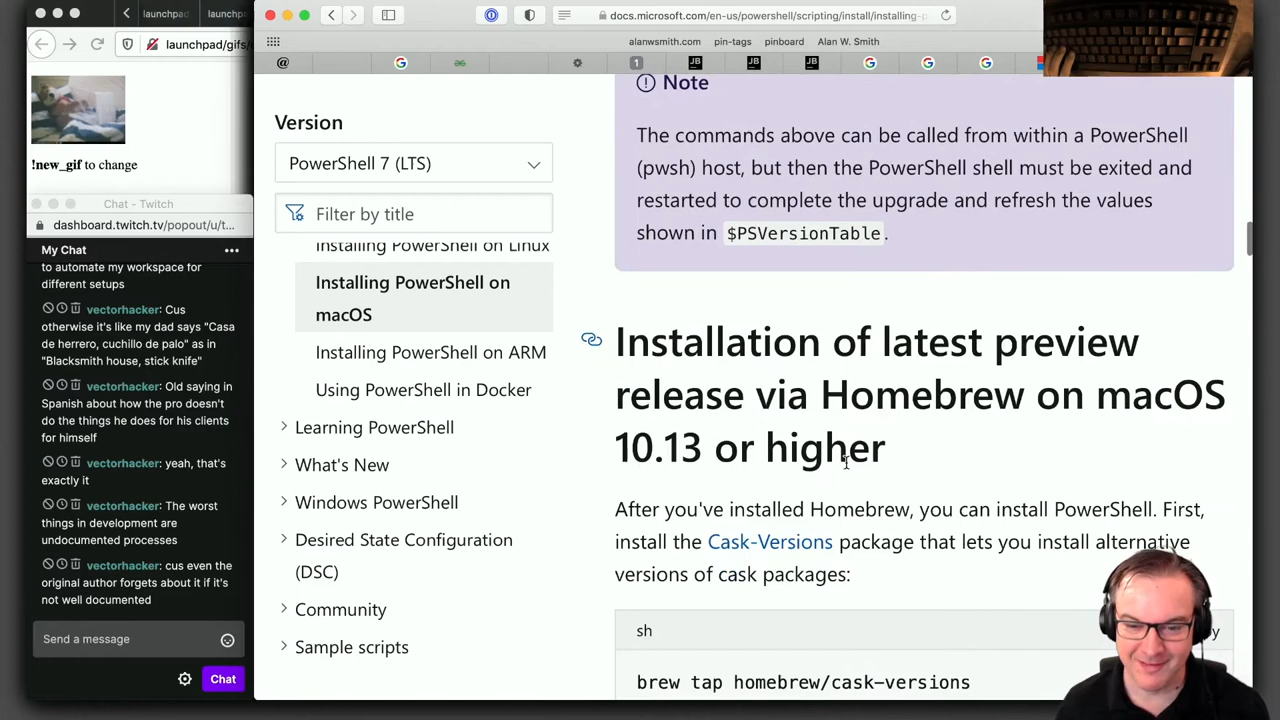 launchpad
launchpad
launchpad/gifs/
!new_gif to change
Chat - Twitch
dashboard.twitch.tv/popout/u/t...
My Chat
to automate my workspace for
different setups
vectorhacker: Cus
otherwise it's like my dad says "Casa
de herrero, cuchillo de palo" as in
"Blacksmith house, stick knife"
vectorhacker: Old saying in
Spanish about how the pro doesn't
do the things he does for his clients
for himself
vectorhacker: yeah, that's
exactly it
vectorhacker: The worst
things in development are
undocumented processes
vectorhacker: cus even the
original author forgets about it if it's
not well documented
Send a message
Chat
docs.microsoft.com/en-us/powershell/scripting/install/installing-p
alanwsmith.com pin-tags pinboard Alan W. Smith
Version
PowerShell 7 (LTS)
Filter by title
Installing PowerShell on Linux
Installing PowerShell on
macOS
Installing PowerShell on ARM
Using PowerShell in Docker
Learning PowerShell
What's New
Windows PowerShell
Desired State Configuration
(DSC)
Community
Sample scripts
Note
The commands above can be called from within a PowerShell
(pwsh) host, but then the PowerShell shell must be exited and
restarted to complete the upgrade and refresh the values
shown in $PSVersionTable.
Installation of latest preview
release via Homebrew on macOS
10.13 or higher
After you've installed Homebrew, you can install PowerShell. First,
install the Cask-Versions package that lets you install alternative
versions of cask packages:
sh
brew tap homebrew/cask-versions